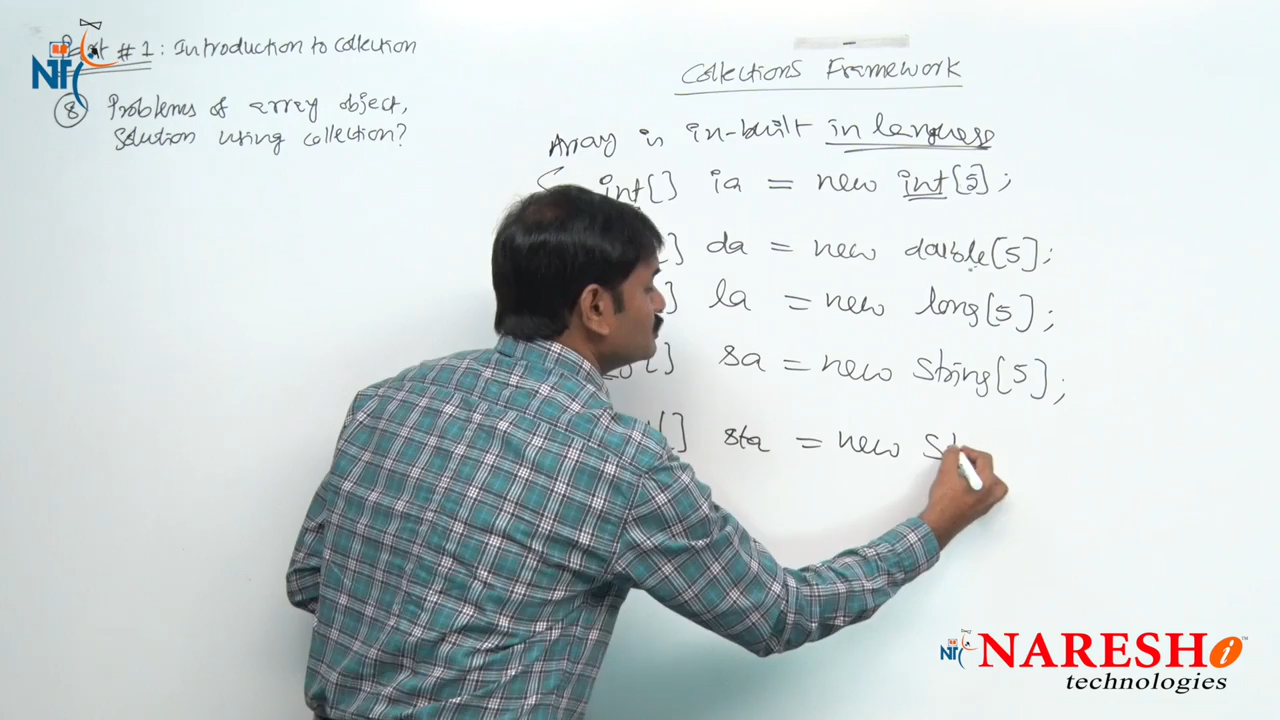 # 1: Introduction to Collection
8 Problems of array object,
Solution using collection?
Collections Framework
Array is in-built in language
int[] ia = new int[5];
] da = new double[5];
] la = new long[5];
g[] sa = new String[5];
t[] sta = new St
NT
NARESH i
technologies